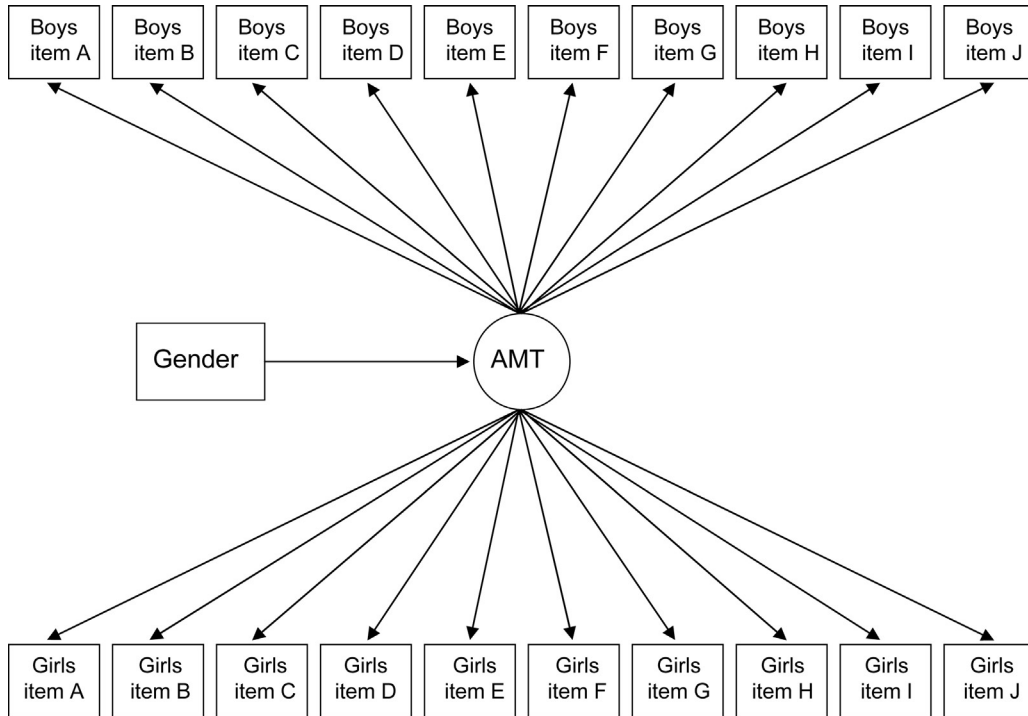 Boys
item A
Boys
item B
Boys
item C
Boys
item D
Boys
item E
Boys
item F
Boys
item G
Boys
item H
Boys
item I
Boys
item J
Gender
AMT
Girls
item A
Girls
item B
Girls
item C
Girls
item D
Girls
item E
Girls
item F
Girls
item G
Girls
item H
Girls
item I
Girls
item J